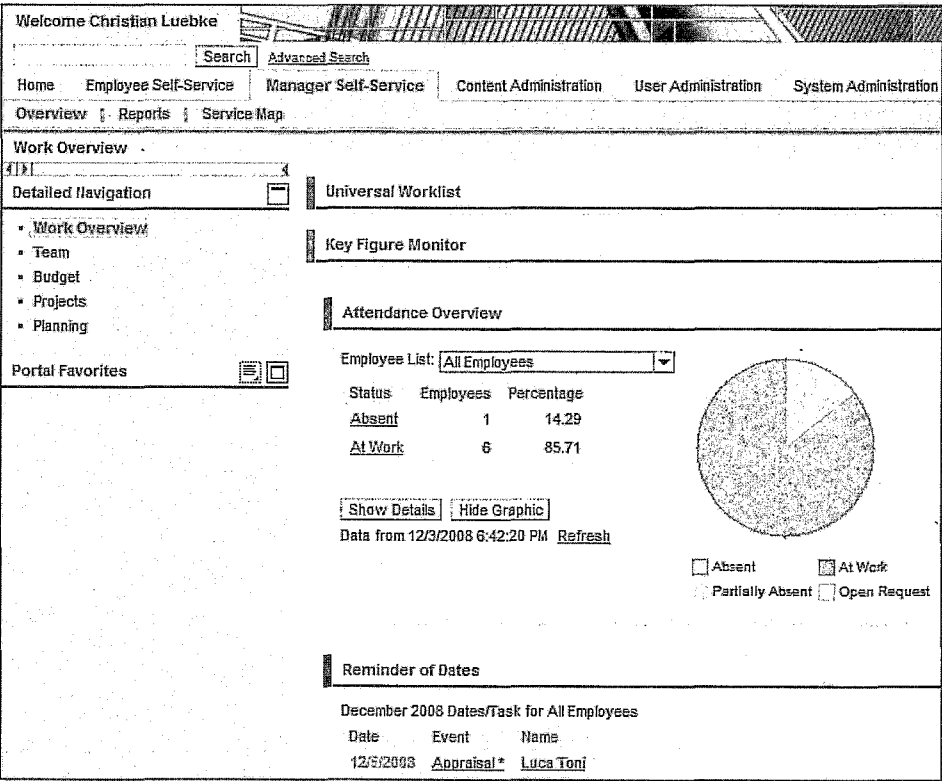 Welcome Christian Luebke
Search Advanced Search
Home Employee Self-Service Manager Self-Service Content Administration User Administration System Administration
Overview Reports Service Map
Work Overview
Detailed Navigation
Work Overview
Team
Budget
Projects
Planning
Portal Favorites
Universal Worklist
Key Figure Monitor
Attendance Overview
Employee List: All Employees
Status Employees Percentage
Absent 1 14.29
At Work 6 85.71
Show Details Hide Graphic
Data from 12/3/2008 6:42:20 PM Refresh
Absent At Work
Partially Absent Open Request
Reminder of Dates
December 2008 Dates/Task for All Employees
Date Event Name
Appraisal * Luca Toni